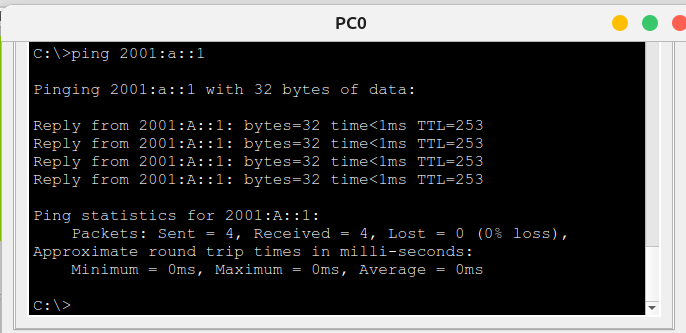 PC0
C:\>ping 2001:a::1
Pinging 2001:a::1 with 32 bytes of data:
Reply from 2001:A::1: bytes=32 time<1ms TTL=253
Reply from 2001:A::1: bytes=32 time<1ms TTL=253
Reply from 2001:A::1: bytes=32 time<1ms TTL=253
Reply from 2001:A::1: bytes=32 time<1ms TTL=253
Ping statistics for 2001:A::1:
Packets: Sent = 4, Received = 4, Lost = 0 (0% loss),
Approximate round trip times in milli-seconds:
Minimum = 0ms, Maximum = 0ms, Average = 0ms
C:\>